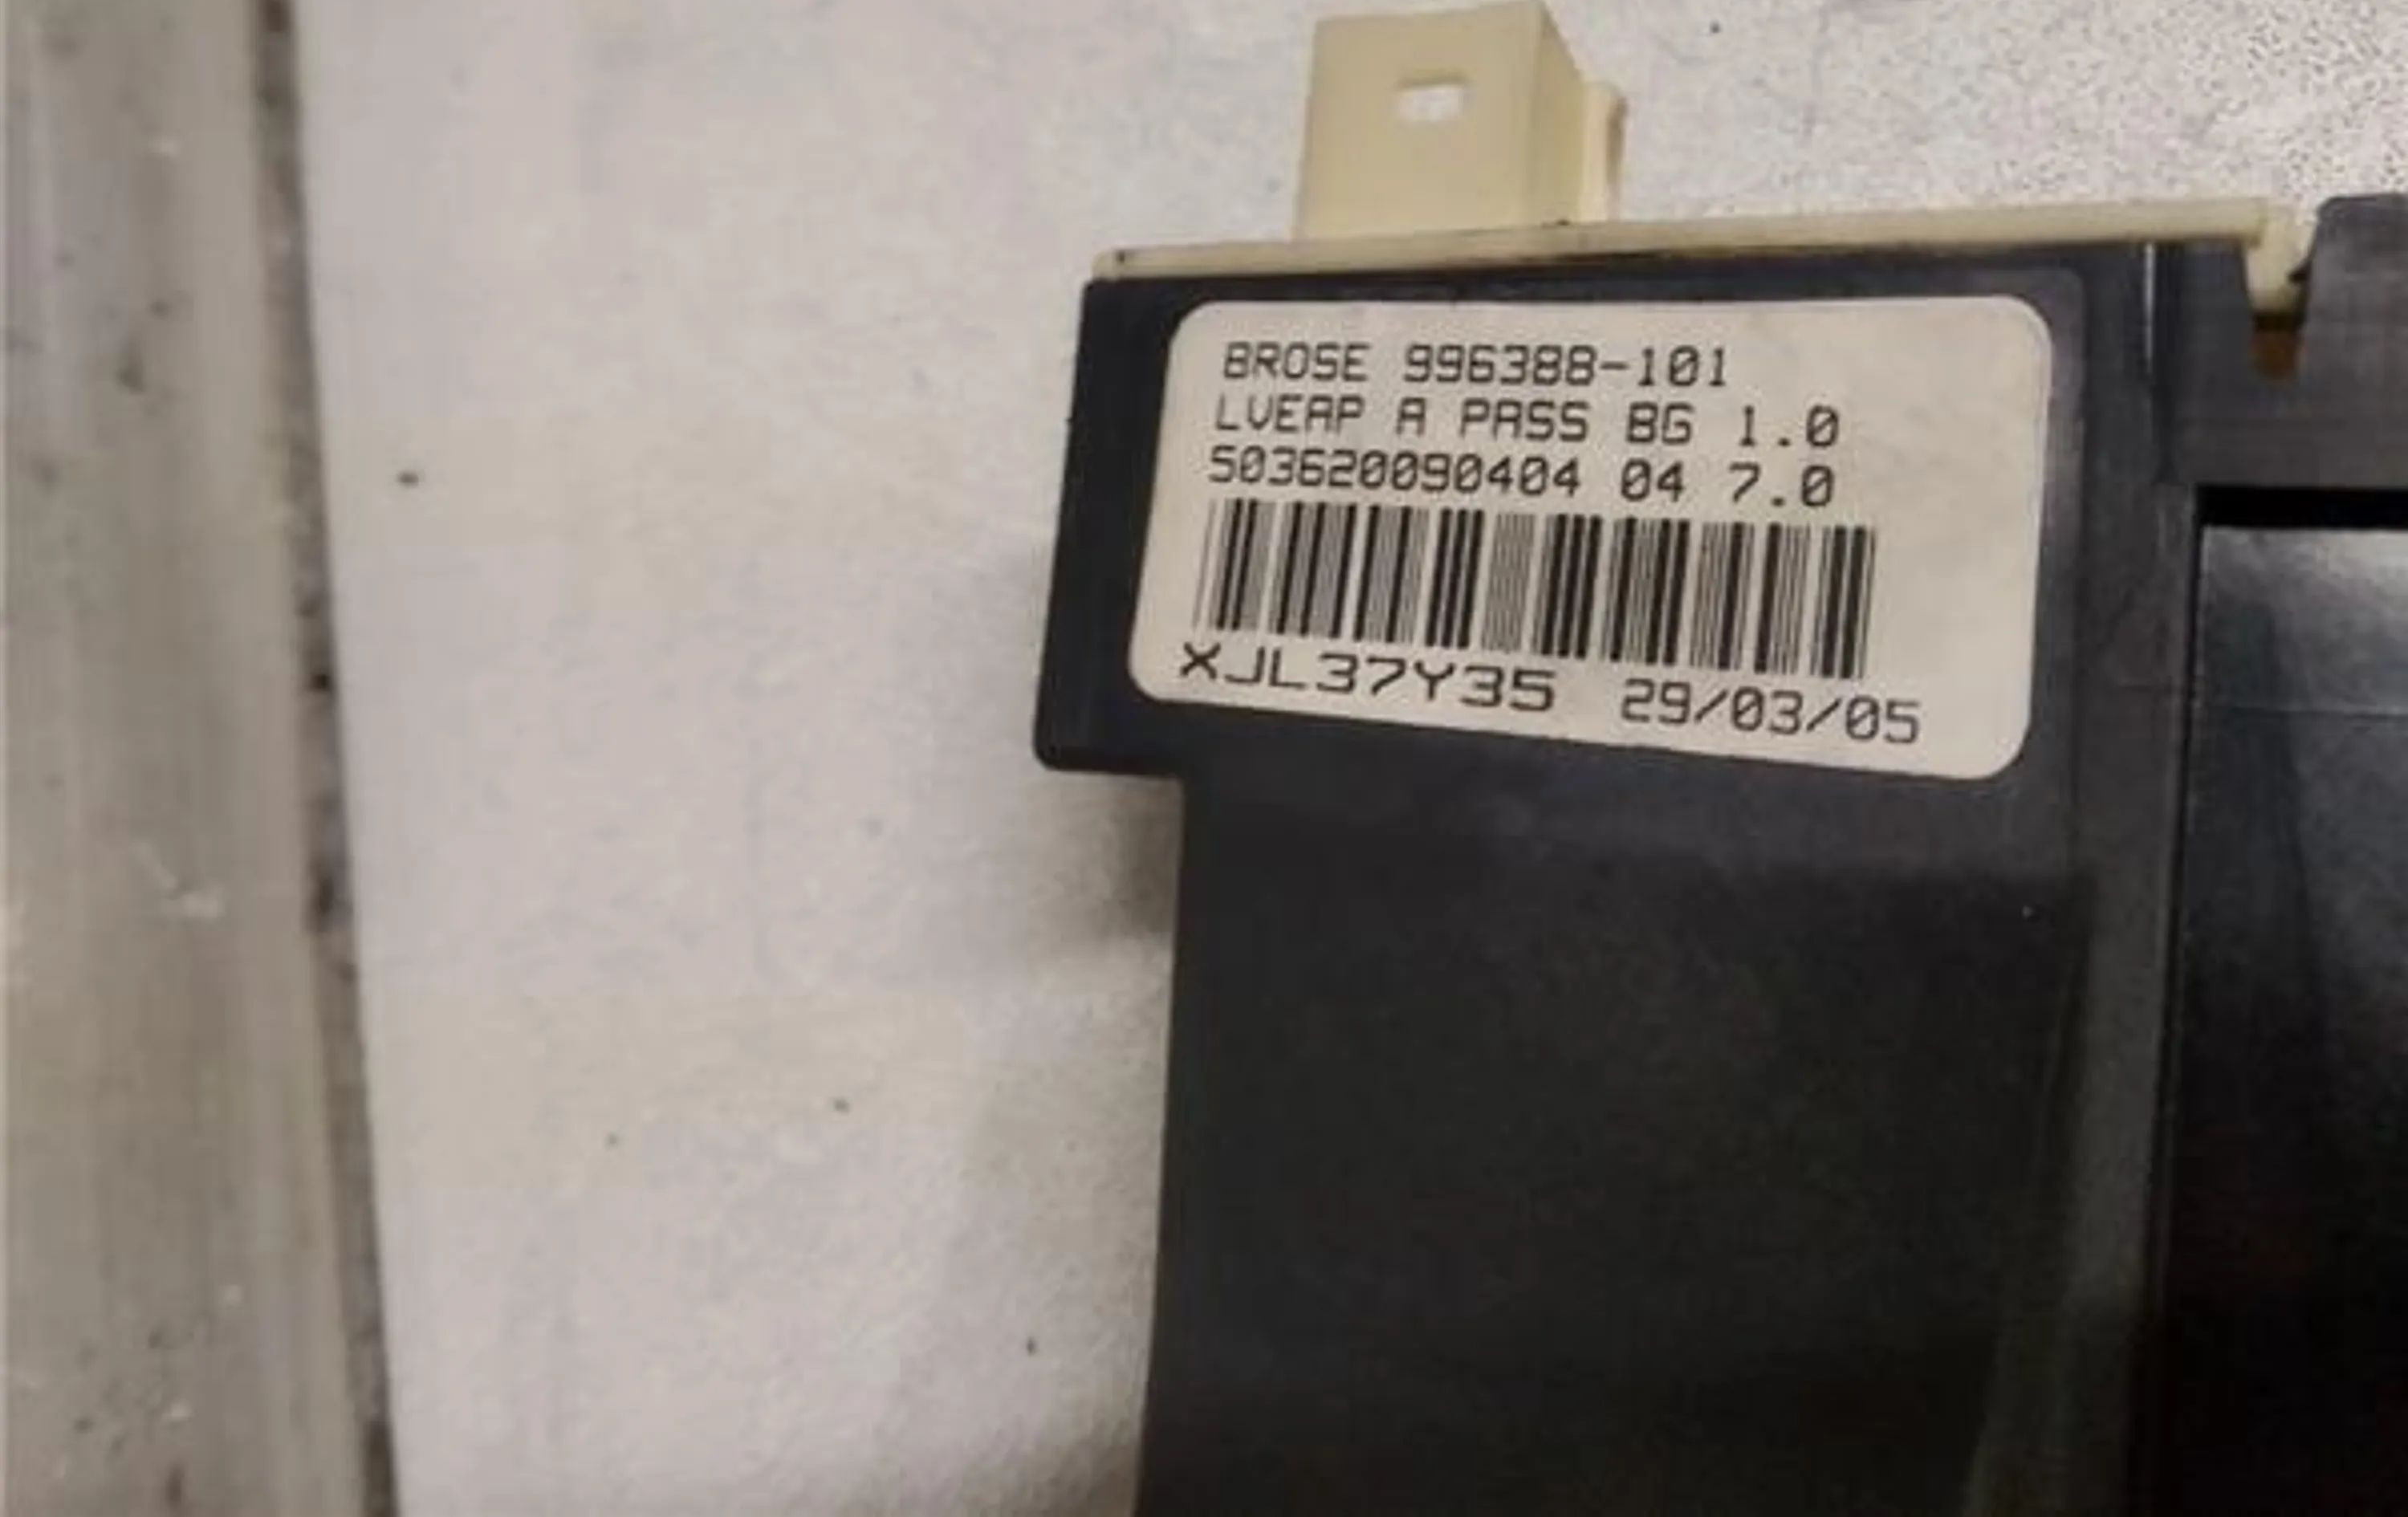 BROSE 996388-101
LVEAP A PASS BG 1.0
503620090404 04 7.0
XJL37Y35 29/03/05